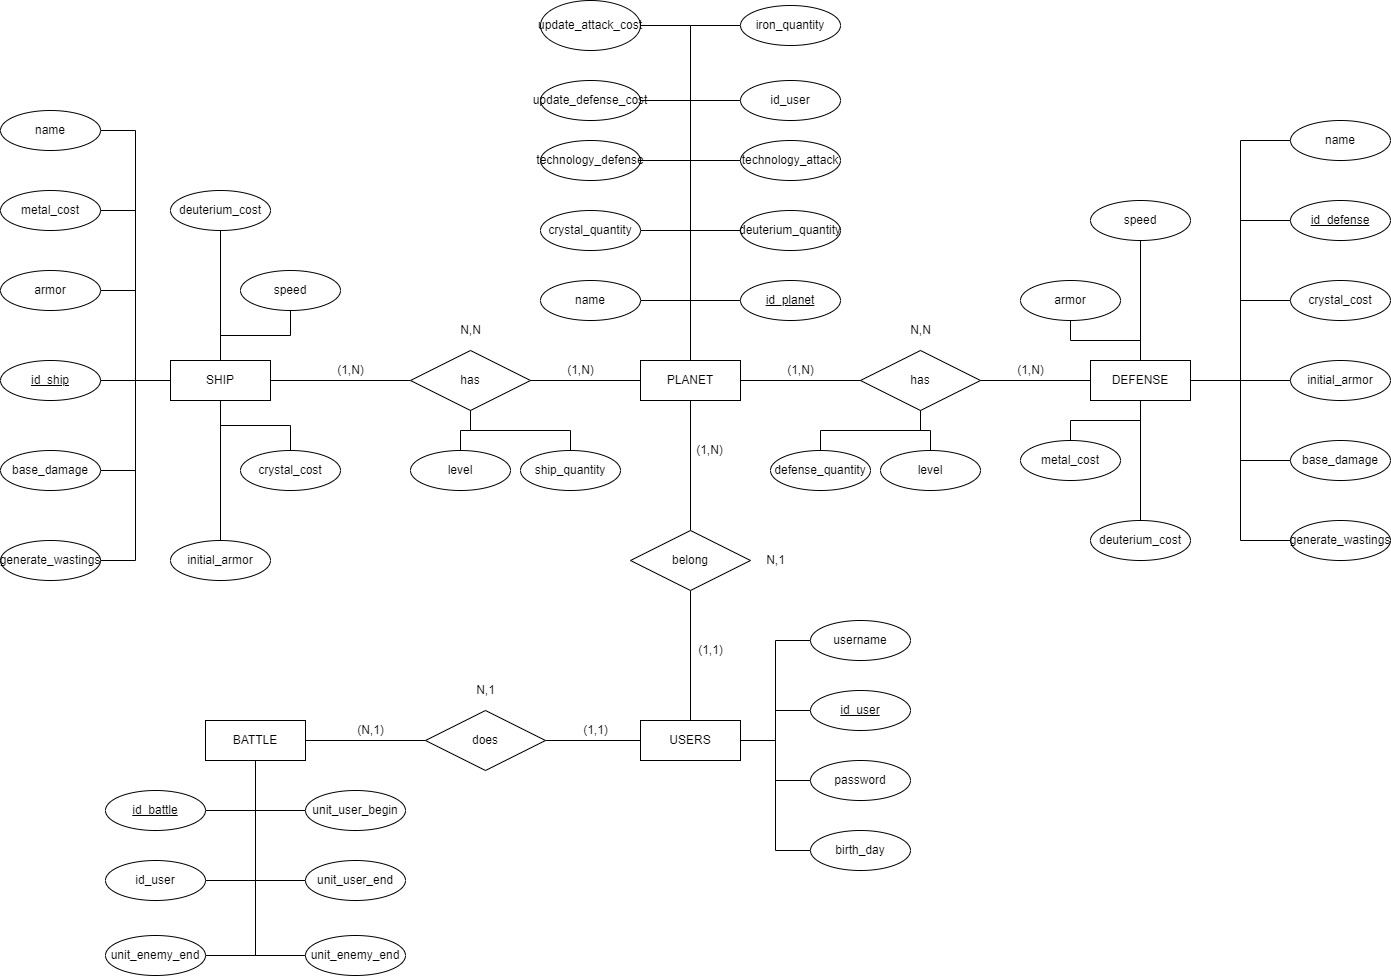 update_attack_cost
iron_quantity
update_defense_cost
id_user
name
name
technology_defense
technology_attack
metal_cost
deuterium_cost
speed
id_defense
crystal_quantity
deuterium_quantity
armor
speed
name
id_planet
armor
crystal_cost
N,N
N,N
id_ship
SHIP
(1,N)
has
(1,N)
PLANET
(1,N)
has
(1,N)
DEFENSE
initial_armor
(1,N)
base_damage
crystal_cost
level
ship_quantity
defense_quantity
level
metal_cost
base_damage
generate_wastings
initial_armor
belong
N,1
deuterium_cost
generate_wastings
(1,1)
username
N,1
id_user
BATTLE
(N,1)
does
(1,1)
USERS
password
id_battle
unit_user_begin
birth_day
id_user
unit_user_end
unit_enemy_end
unit_enemy_end